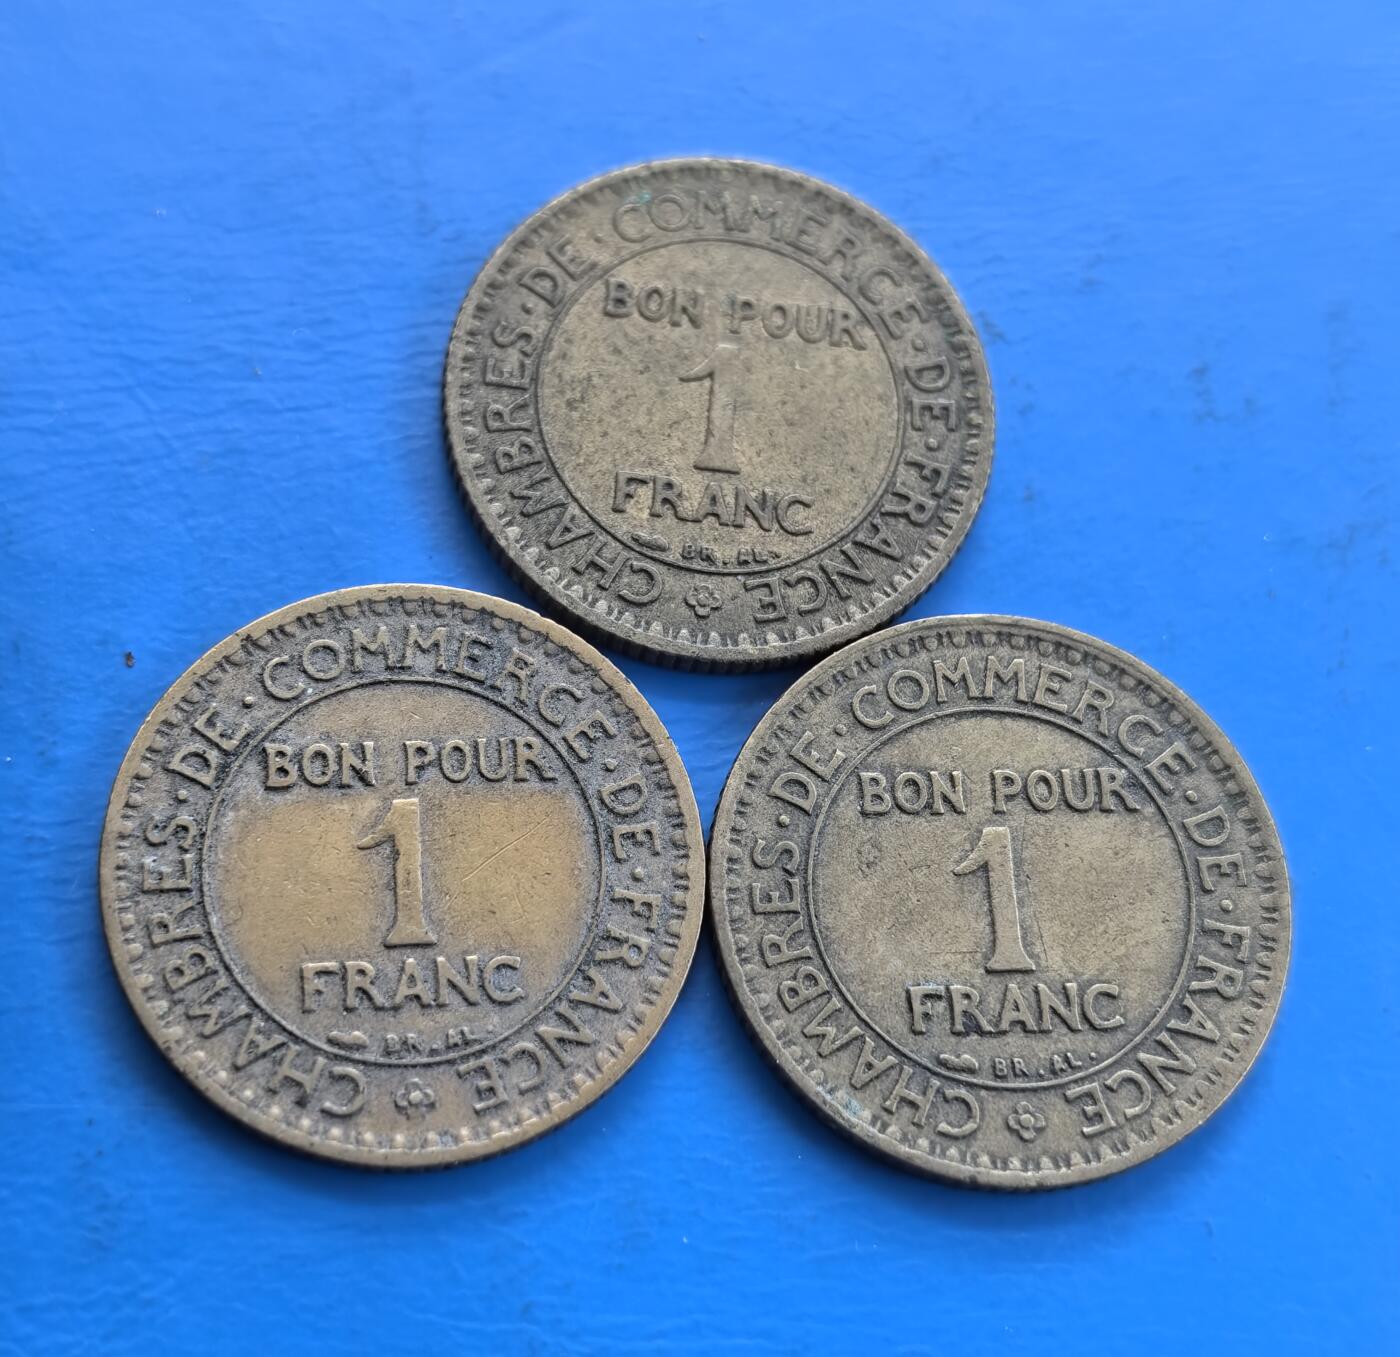 CHAMBRES·DE·COMMERCE·DE·FRANCE
BON POUR
1
FRANC
BR.AL.
CHAMBRES·DE·COMMERCE·DE·FRANCE
BON POUR
1
FRANC
BR.AL.
CHAMBRES·DE·COMMERCE·DE·FRANCE
BON POUR
1
FRANC
BR.AL.